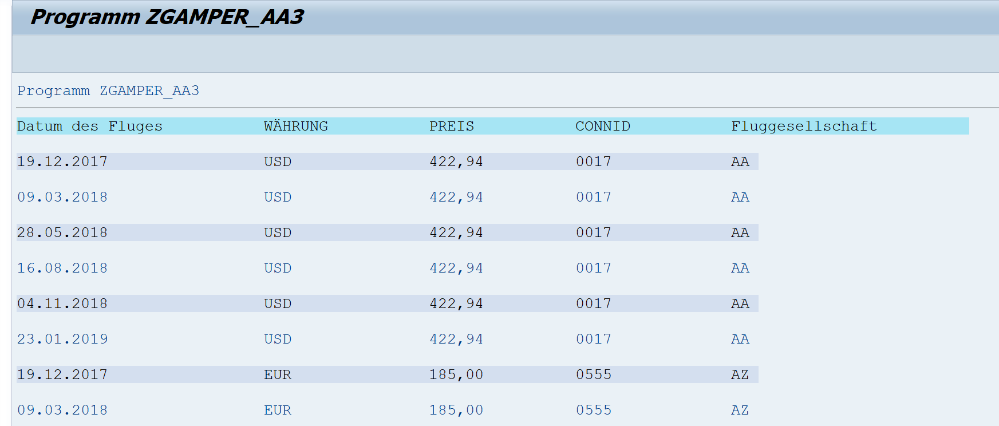 Programm ZGAMPER_AA3
Programm ZGAMPER_AA3
Datum des Fluges WÄHRUNG PREIS CONNID Fluggesellschaft
19.12.2017 USD 422,94 0017 AA
09.03.2018 USD 422,94 0017 AA
28.05.2018 USD 422,94 0017 AA
16.08.2018 USD 422,94 0017 AA
04.11.2018 USD 422,94 0017 AA
23.01.2019 USD 422,94 0017 AA
19.12.2017 EUR 185,00 0555 AZ
09.03.2018 EUR 185,00 0555 AZ